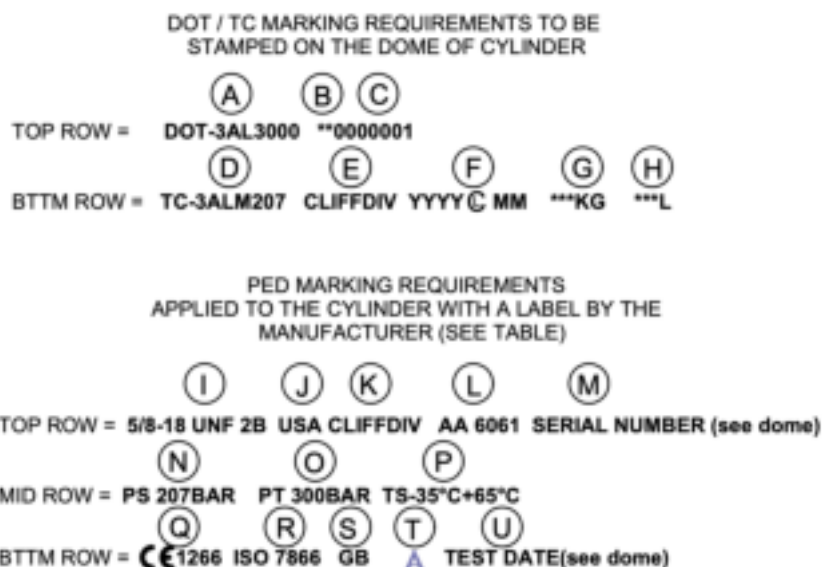 DOT / TC MARKING REQUIREMENTS TO BE
STAMPED ON THE DOME OF CYLINDER
A B C
TOP ROW = DOT-3AL3000 **0000001
D E F G H
BTTM ROW = TC-3ALM207 CLIFFDIV YYYY C MM ***KG ***L
PED MARKING REQUIREMENTS
APPLIED TO THE CYLINDER WITH A LABEL BY THE
MANUFACTURER (SEE TABLE)
I J K L M
TOP ROW = 5/8-18 UNF 2B USA CLIFFDIV AA 6061 SERIAL NUMBER (see dome)
N O P
MID ROW = PS 207BAR PT 300BAR TS-35°C+65°C
Q R S T U
BTTM ROW = CE1266 ISO 7866 GB A TEST DATE(see dome)